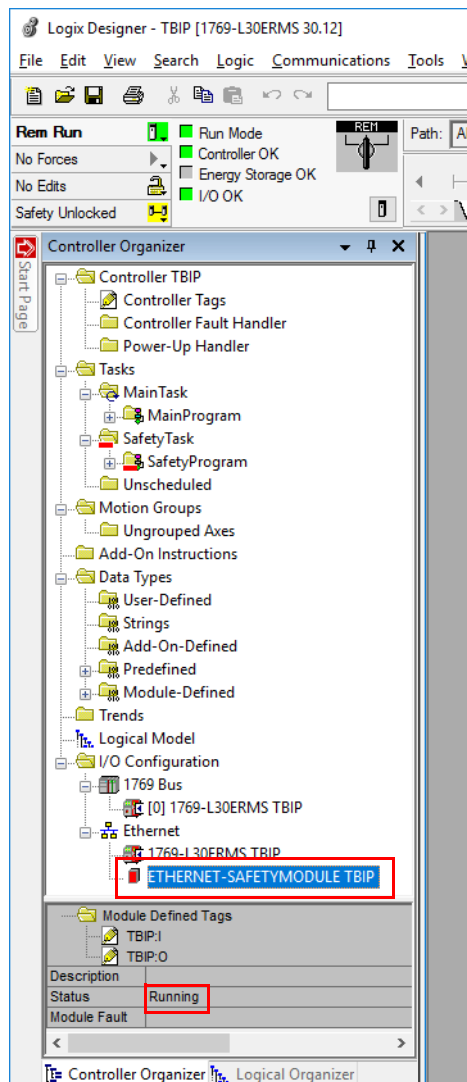 Logix Designer - TBIP [1769-L30ERMS 30.12]
File Edit View Search Logic Communications Tools
Rem Run
No Forces
No Edits
Safety Unlocked
Run Mode
Controller OK
Energy Storage OK
I/O OK
REM
Path:
Start Page
Controller Organizer
Controller TBIP
Controller Tags
Controller Fault Handler
Power-Up Handler
Tasks
MainTask
MainProgram
SafetyTask
SafetyProgram
Unscheduled
Motion Groups
Ungrouped Axes
Add-On Instructions
Data Types
User-Defined
Strings
Add-On-Defined
Predefined
Module-Defined
Trends
Logical Model
I/O Configuration
1769 Bus
[0] 1769-L30ERMS TBIP
Ethernet
1769-L30ERMS TBIP
ETHERNET-SAFETYMODULE TBIP
Module Defined Tags
TBIP:I
TBIP:O
Description
Status Running
Module Fault
Controller Organizer Logical Organizer